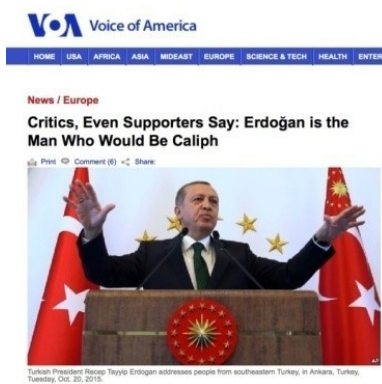 VOA Voice of America
HOME USA AFRICA ASIA MIDEAST EUROPE SCIENCE & TECH HEALTH ENTER
News / Europe
Critics, Even Supporters Say: Erdoğan is the
Man Who Would Be Caliph
Print Comment (6) Share:
AP
Turkish President Recep Tayyip Erdogan addresses people from southeastern Turkey, in Ankara, Turkey,
Tuesday, Oct. 20, 2015.